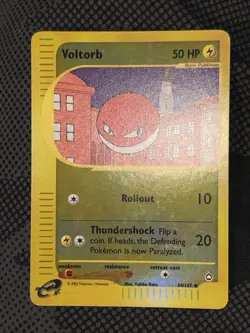 Voltorb 50 HP
Basic Pokémon
Rollout 10
Thundershock Flip a
coin. If heads, the Defending
Pokémon is now Paralyzed. 20
weakness resistance retreat cost
e